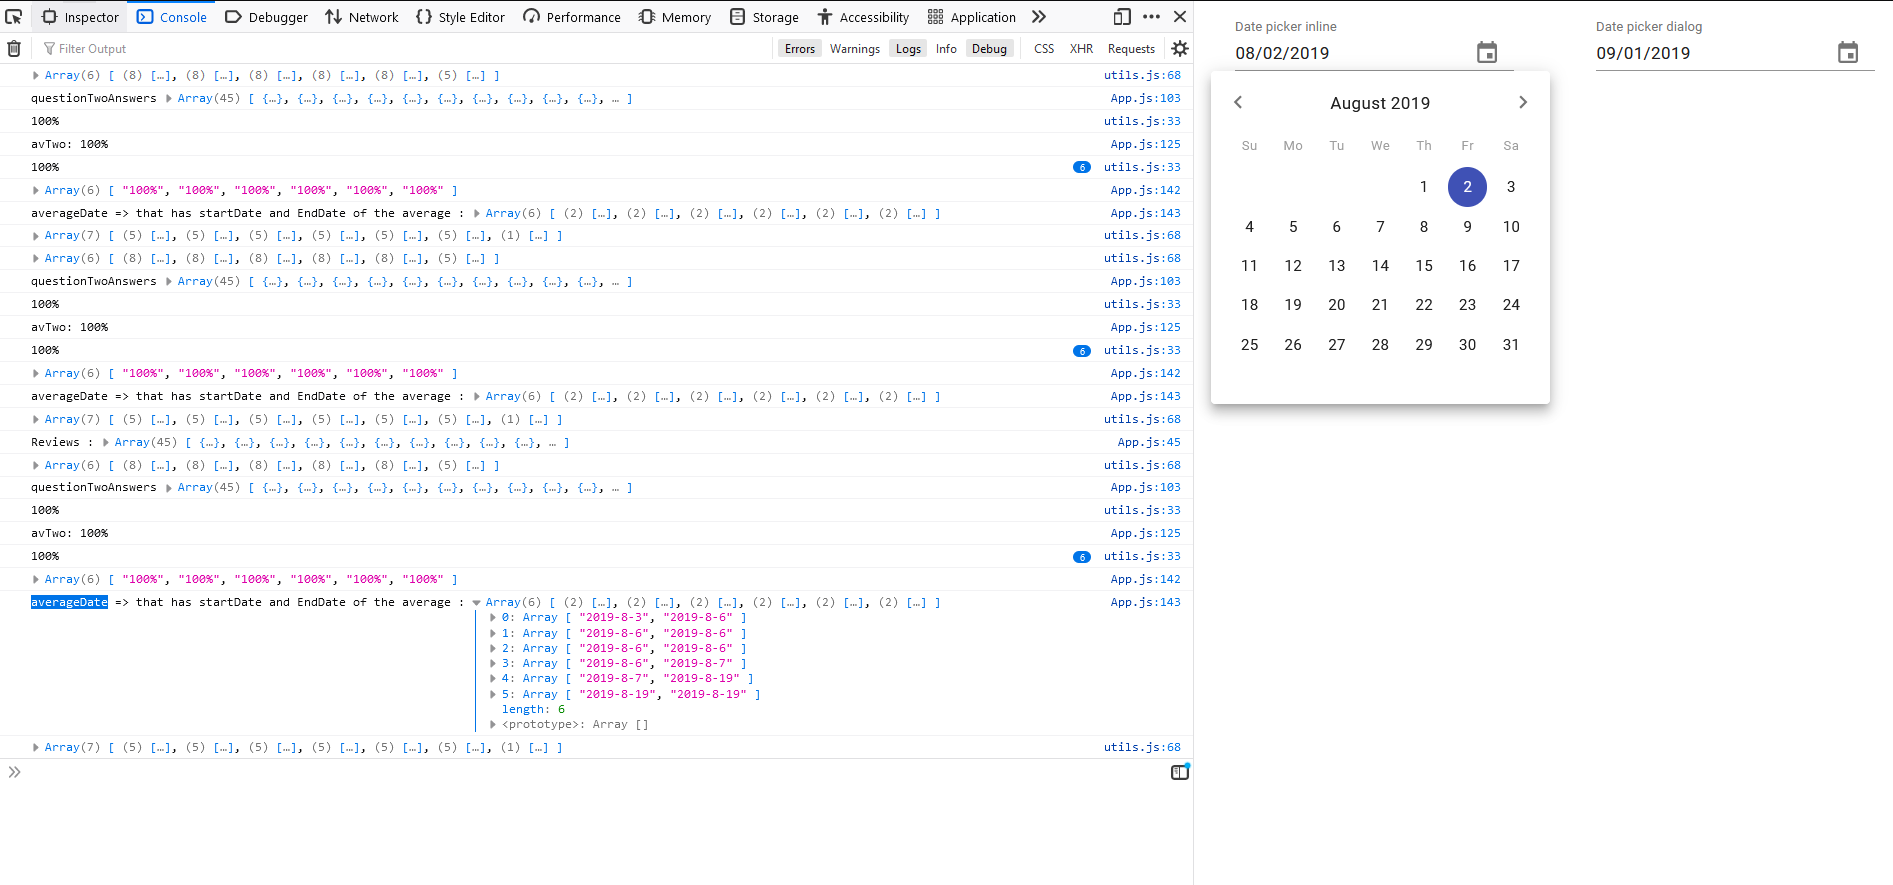 Inspector Console Debugger Network Style Editor Performance Memory Storage Accessibility Application
Filter Output Errors Warnings Logs Info Debug CSS XHR Requests
Array(6) [ (8) […], (8) […], (8) […], (8) […], (8) […], (5) […] ] utils.js:68
questionTwoAnswers Array(45) [ {…}, {…}, {…}, {…}, {…}, {…}, {…}, {…}, {…}, {…}, … ] App.js:103
100% utils.js:33
avTwo: 100% App.js:125
100% 6 utils.js:33
Array(6) [ "100%", "100%", "100%", "100%", "100%", "100%" ] App.js:142
averageDate => that has startDate and EndDate of the average : Array(6) [ (2) […], (2) […], (2) […], (2) […], (2) […], (2) […] ] App.js:143
Array(7) [ (5) […], (5) […], (5) […], (5) […], (5) […], (5) […], (1) […] ] utils.js:68
Array(6) [ (8) […], (8) […], (8) […], (8) […], (8) […], (5) […] ] utils.js:68
questionTwoAnswers Array(45) [ {…}, {…}, {…}, {…}, {…}, {…}, {…}, {…}, {…}, {…}, … ] App.js:103
100% utils.js:33
avTwo: 100% App.js:125
100% 6 utils.js:33
Array(6) [ "100%", "100%", "100%", "100%", "100%", "100%" ] App.js:142
averageDate => that has startDate and EndDate of the average : Array(6) [ (2) […], (2) […], (2) […], (2) […], (2) […], (2) […] ] App.js:143
Array(7) [ (5) […], (5) […], (5) […], (5) […], (5) […], (5) […], (1) […] ] utils.js:68
Reviews : Array(45) [ {…}, {…}, {…}, {…}, {…}, {…}, {…}, {…}, {…}, {…}, … ] App.js:45
Array(6) [ (8) […], (8) […], (8) […], (8) […], (8) […], (5) […] ] utils.js:68
questionTwoAnswers Array(45) [ {…}, {…}, {…}, {…}, {…}, {…}, {…}, {…}, {…}, {…}, … ] App.js:103
100% utils.js:33
avTwo: 100% App.js:125
100% 6 utils.js:33
Array(6) [ "100%", "100%", "100%", "100%", "100%", "100%" ] App.js:142
averageDate => that has startDate and EndDate of the average : Array(6) [ (2) […], (2) […], (2) […], (2) […], (2) […], (2) […] ] App.js:143
0: Array [ "2019-8-3", "2019-8-6" ]
1: Array [ "2019-8-6", "2019-8-6" ]
2: Array [ "2019-8-6", "2019-8-6" ]
3: Array [ "2019-8-6", "2019-8-7" ]
4: Array [ "2019-8-7", "2019-8-19" ]
5: Array [ "2019-8-19", "2019-8-19" ]
length: 6
<prototype>: Array []
Array(7) [ (5) […], (5) […], (5) […], (5) […], (5) […], (5) […], (1) […] ] utils.js:68
Date picker inline
08/02/2019
Date picker dialog
09/01/2019
August 2019
Su Mo Tu We Th Fr Sa
1 2 3
4 5 6 7 8 9 10
11 12 13 14 15 16 17
18 19 20 21 22 23 24
25 26 27 28 29 30 31